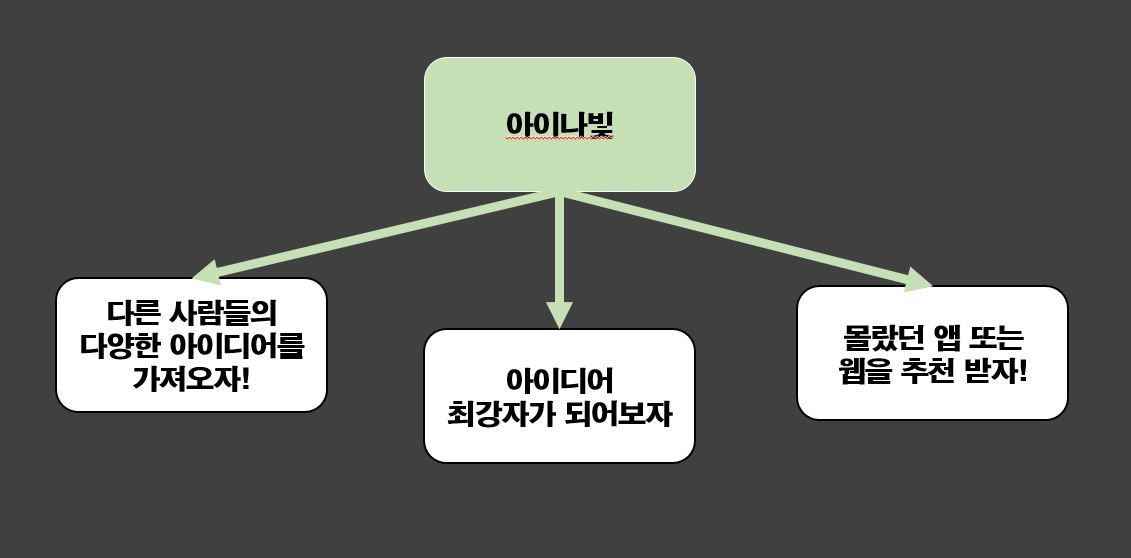 아이나빛
다른 사람들의
다양한 아이디어를
가져오자!
아이디어
최강자가 되어보자
몰랐던 앱 또는
웹을 추천 받자!